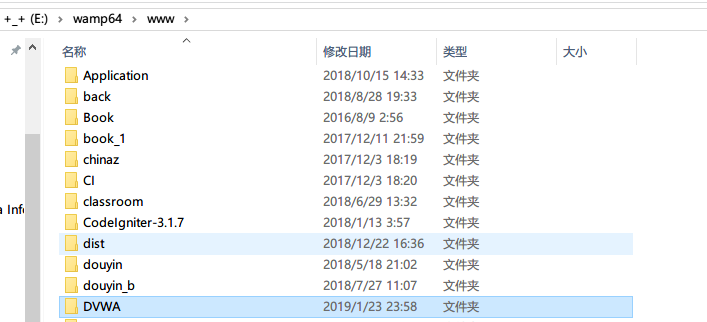 +_+ (E:) › wamp64 › www ›
名称 修改日期 类型 大小
Application 2018/10/15 14:33 文件夹
back 2018/8/28 19:33 文件夹
Book 2016/8/9 2:56 文件夹
book_1 2017/12/11 21:59 文件夹
chinaz 2017/12/3 18:19 文件夹
CI 2017/12/3 18:20 文件夹
classroom 2018/6/29 13:32 文件夹
CodeIgniter-3.1.7 2018/1/13 3:57 文件夹
dist 2018/12/22 16:36 文件夹
douyin 2018/5/18 21:02 文件夹
douyin_b 2018/7/27 11:07 文件夹
DVWA 2019/1/23 23:58 文件夹